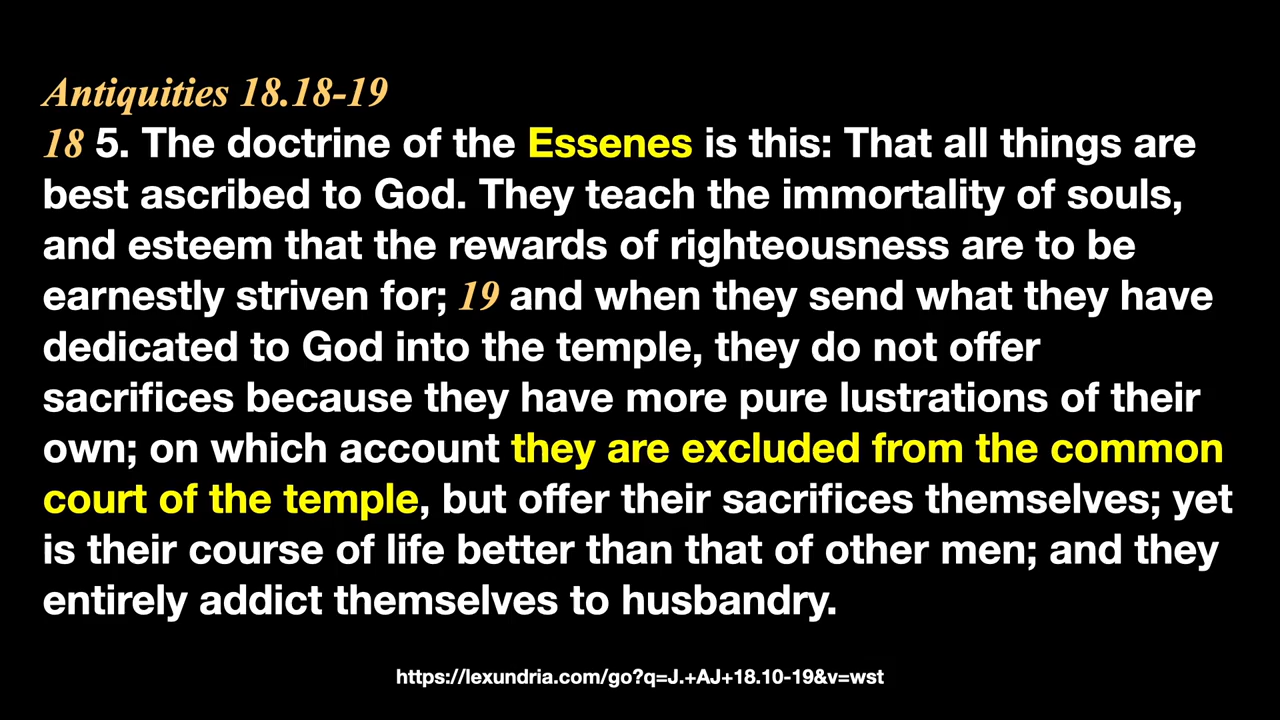 Antiquities 18.18-19
18 5. The doctrine of the Essenes is this: That all things are
best ascribed to God. They teach the immortality of souls,
and esteem that the rewards of righteousness are to be
earnestly striven for; 19 and when they send what they have
dedicated to God into the temple, they do not offer
sacrifices because they have more pure lustrations of their
own; on which account they are excluded from the common
court of the temple, but offer their sacrifices themselves; yet
is their course of life better than that of other men; and they
entirely addict themselves to husbandry.
https://lexundria.com/go?q=J.+AJ+18.10-19&v=wst